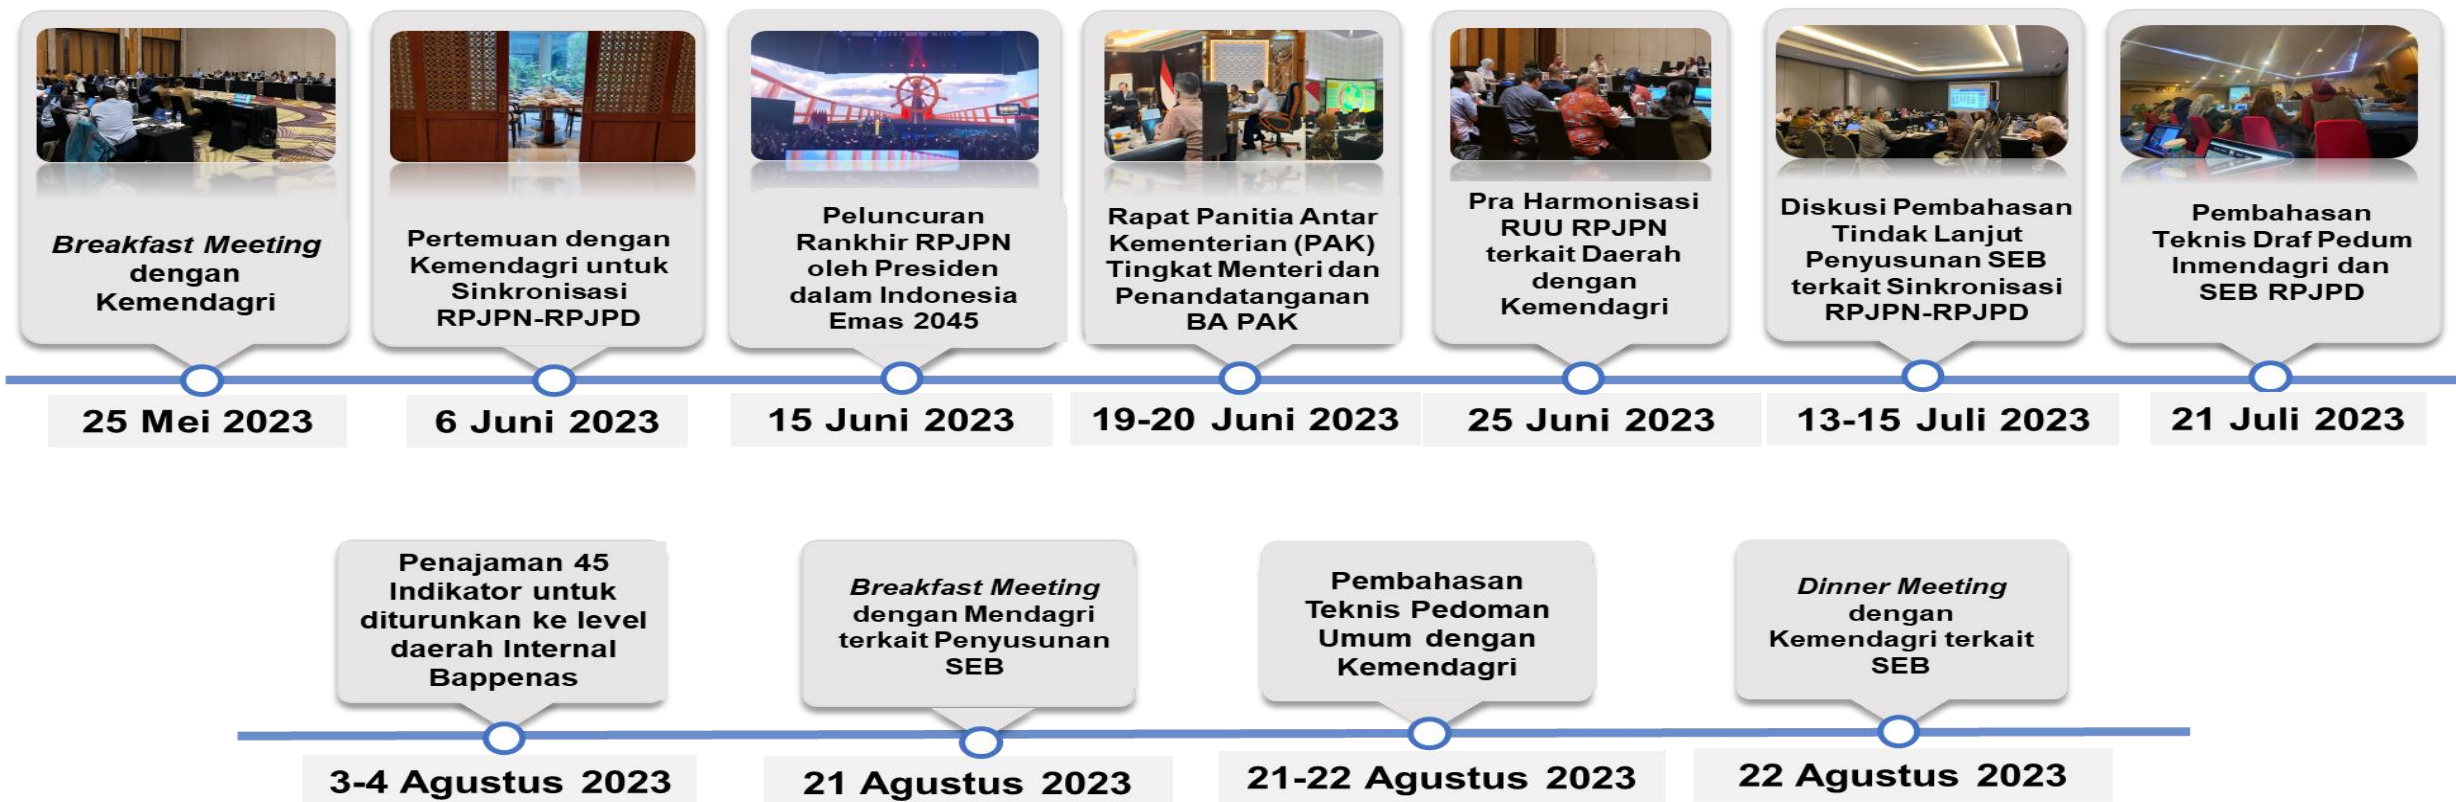 Breakfast Meeting
dengan
Kemendagri
25 Mei 2023
Pertemuan dengan
Kemendagri untuk
Sinkronisasi
RPJPN-RPJPD
6 Juni 2023
Peluncuran
Rankhir RPJPN
oleh Presiden
dalam Indonesia
Emas 2045
15 Juni 2023
Rapat Panitia Antar
Kementerian (PAK)
Tingkat Menteri dan
Penandatanganan
BA PAK
19-20 Juni 2023
Pra Harmonisasi
RUU RPJPN
terkait Daerah
dengan
Kemendagri
25 Juni 2023
Diskusi Pembahasan
Tindak Lanjut
Penyusunan SEB
terkait Sinkronisasi
RPJPN-RPJPD
13-15 Juli 2023
Pembahasan
Teknis Draf Pedum
Inmendagri dan
SEB RPJPD
21 Juli 2023
Penajaman 45
Indikator untuk
diturunkan ke level
daerah Internal
Bappenas
3-4 Agustus 2023
Breakfast Meeting
dengan Mendagri
terkait Penyusunan
SEB
21 Agustus 2023
Pembahasan
Teknis Pedoman
Umum dengan
Kemendagri
21-22 Agustus 2023
Dinner Meeting
dengan
Kemendagri terkait
SEB
22 Agustus 2023